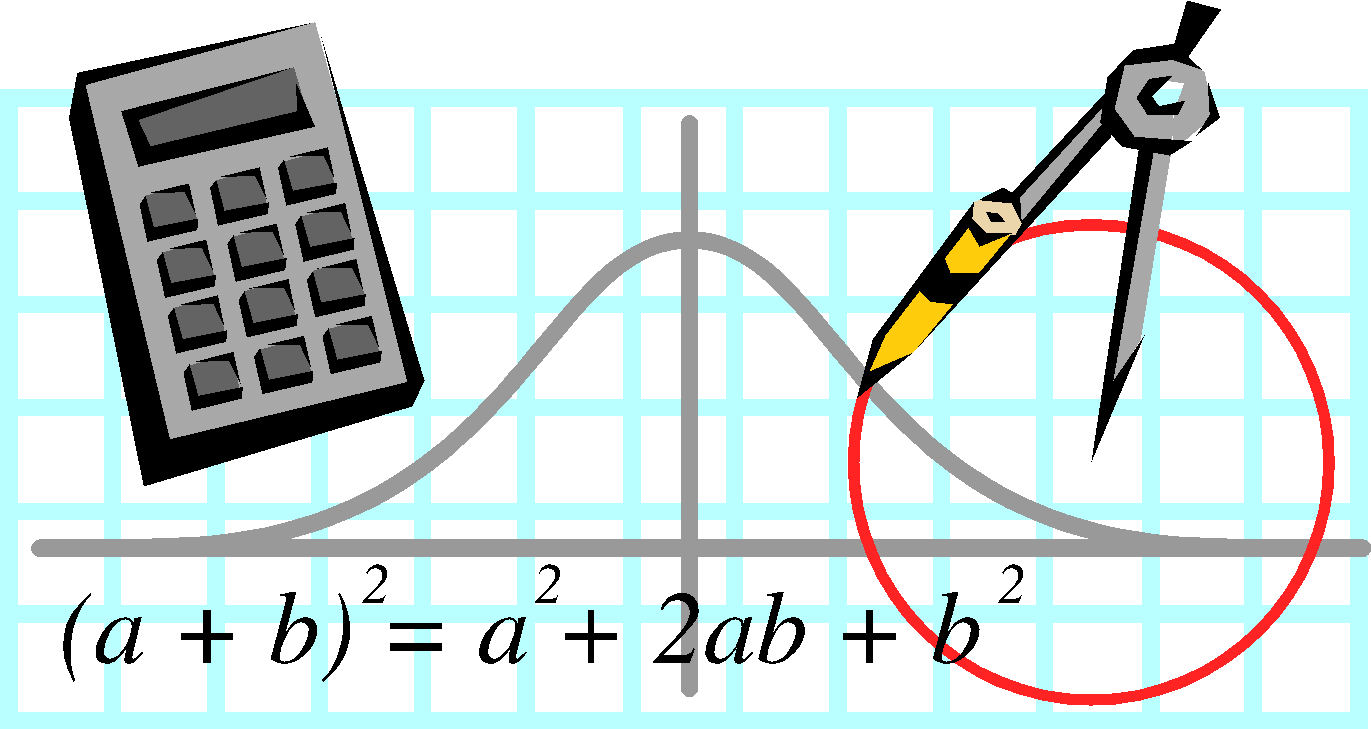 (a + b)² = a² + 2ab + b²